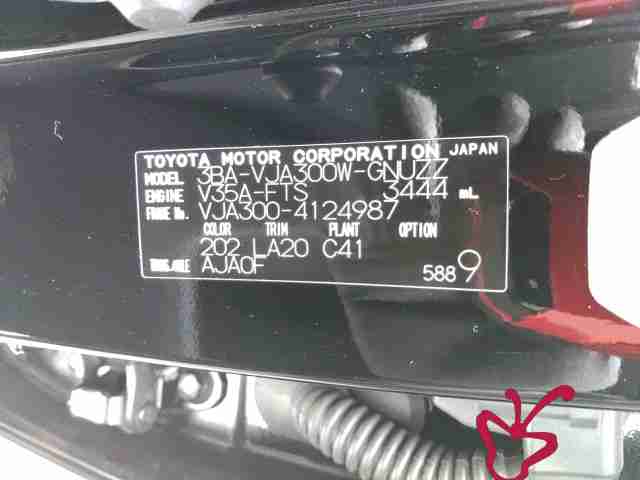 TOYOTA MOTOR CORPORATION JAPAN
MODEL 3BA-VJA300W-GNUZZ
ENGINE V35A-FTS 3444 mL
FRAME No. VJA300-4124987
COLOR TRIM PLANT OPTION
202 LA20 C41
TRANS./AXLE AJA0F
5889